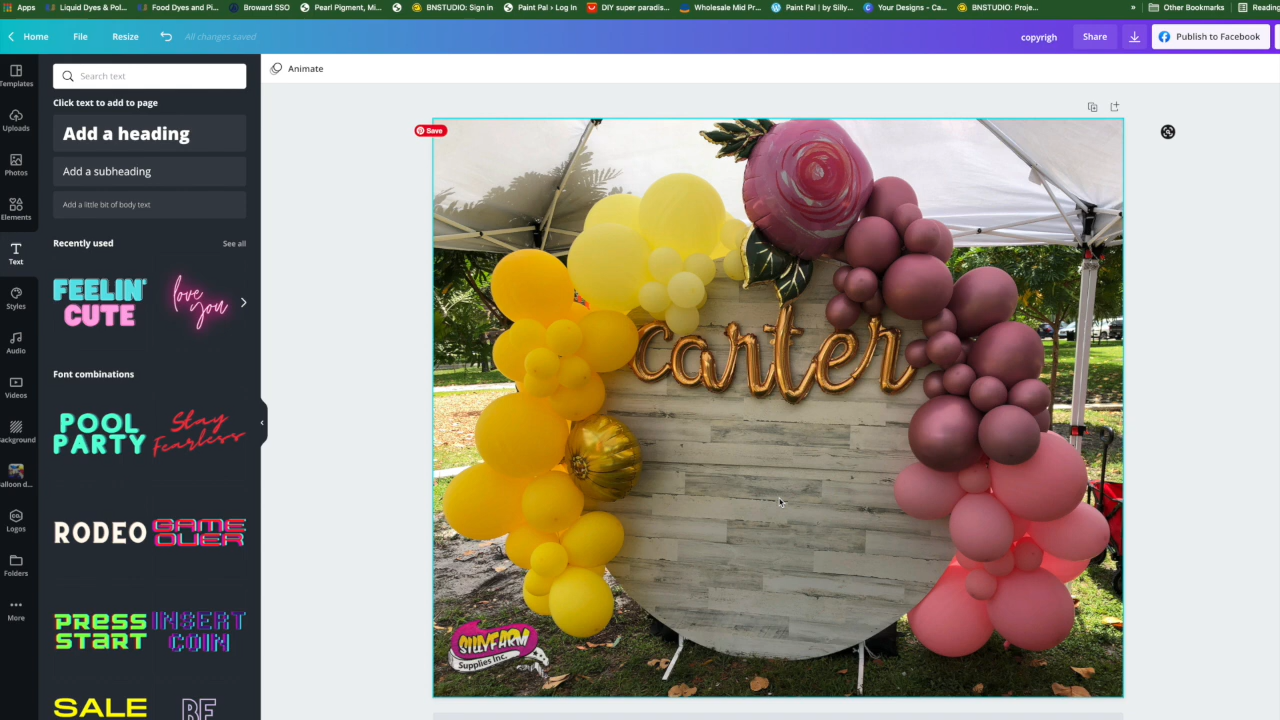 Apps
Liquid Dyes & Pol...
Food Dyes and Pi...
Broward SSO
Pearl Pigment, Mi...
BNSTUDIO: Sign in
Paint Pal › Log In
DIY super paradis...
Wholesale Mid Pr...
Paint Pal | by Silly...
Your Designs - Ca...
BNSTUDIO: Proje...
»
Other Bookmarks
Reading
Home
File
Resize
All changes saved
copyrigh
Share
Publish to Facebook
Templates
Uploads
Photos
Elements
Text
Styles
Audio
Videos
Background
alloon d...
Logos
Folders
More
Search text
Click text to add to page
Add a heading
Add a subheading
Add a little bit of body text
Recently used
See all
FEELIN'
CUTE
love
you
Font combinations
POOL
PARTY
Stay
Fearless
RODEO
GAME
OVER
PRESS
START
INSERT
COIN
SALE
BE
Animate
Save
carter
SILLYFARM
Supplies Inc.